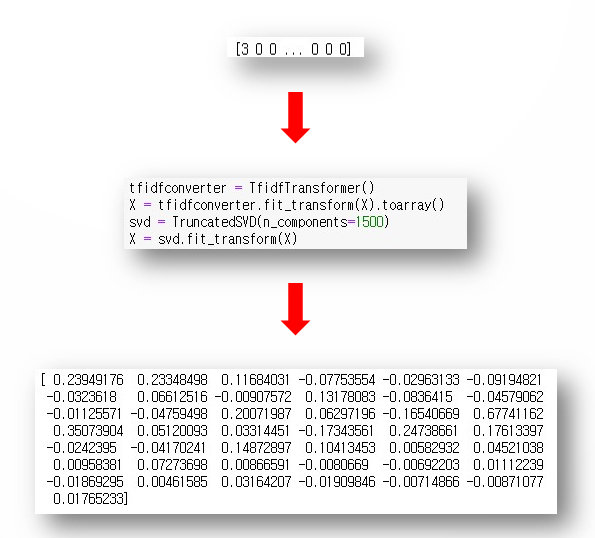 [3 0 0 ... 0 0 0]
tfidfconverter = TfidfTransformer()
X = tfidfconverter.fit_transform(X).toarray()
svd = TruncatedSVD(n_components=1500)
X = svd.fit_transform(X)
[ 0.23949176 0.23348498 0.11684031 -0.07753554 -0.02963133 -0.09194821
-0.0323618 0.06612516 -0.00907572 0.13178083 -0.0836415 -0.04579062
-0.01125571 -0.04759498 0.20071987 0.06297196 -0.16540669 0.67741162
0.35073904 0.05120093 0.03314451 -0.17343561 0.24738661 0.17613397
-0.0242395 -0.04170241 0.14872897 0.10413453 0.00582932 0.04521038
0.00958381 0.07273698 0.00866591 -0.0080669 -0.00692203 0.01112239
-0.01869295 0.00461585 0.03164207 -0.01909846 -0.00714866 -0.00871077
0.01765233]